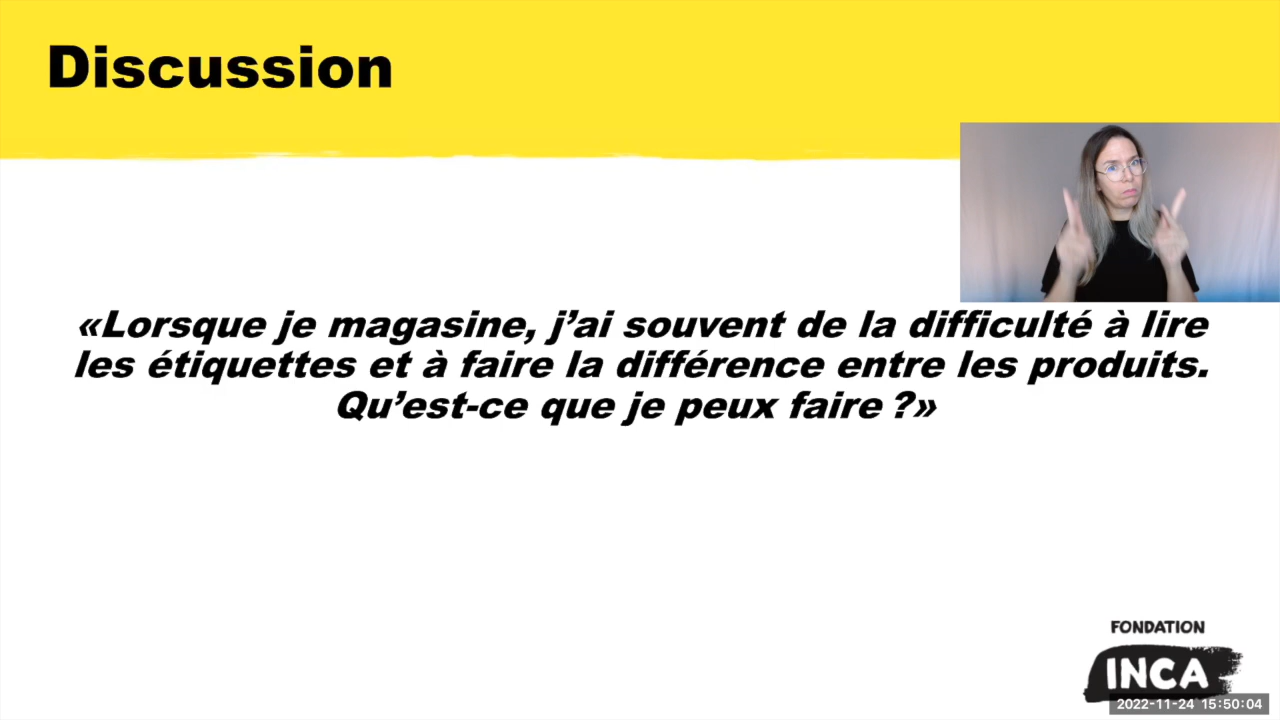 Discussion
«Lorsque je magasine, j’ai souvent de la difficulté à lire
les étiquettes et à faire la différence entre les produits.
Qu’est-ce que je peux faire ?»
FONDATION
INCA
2022-11-24 15:50:04